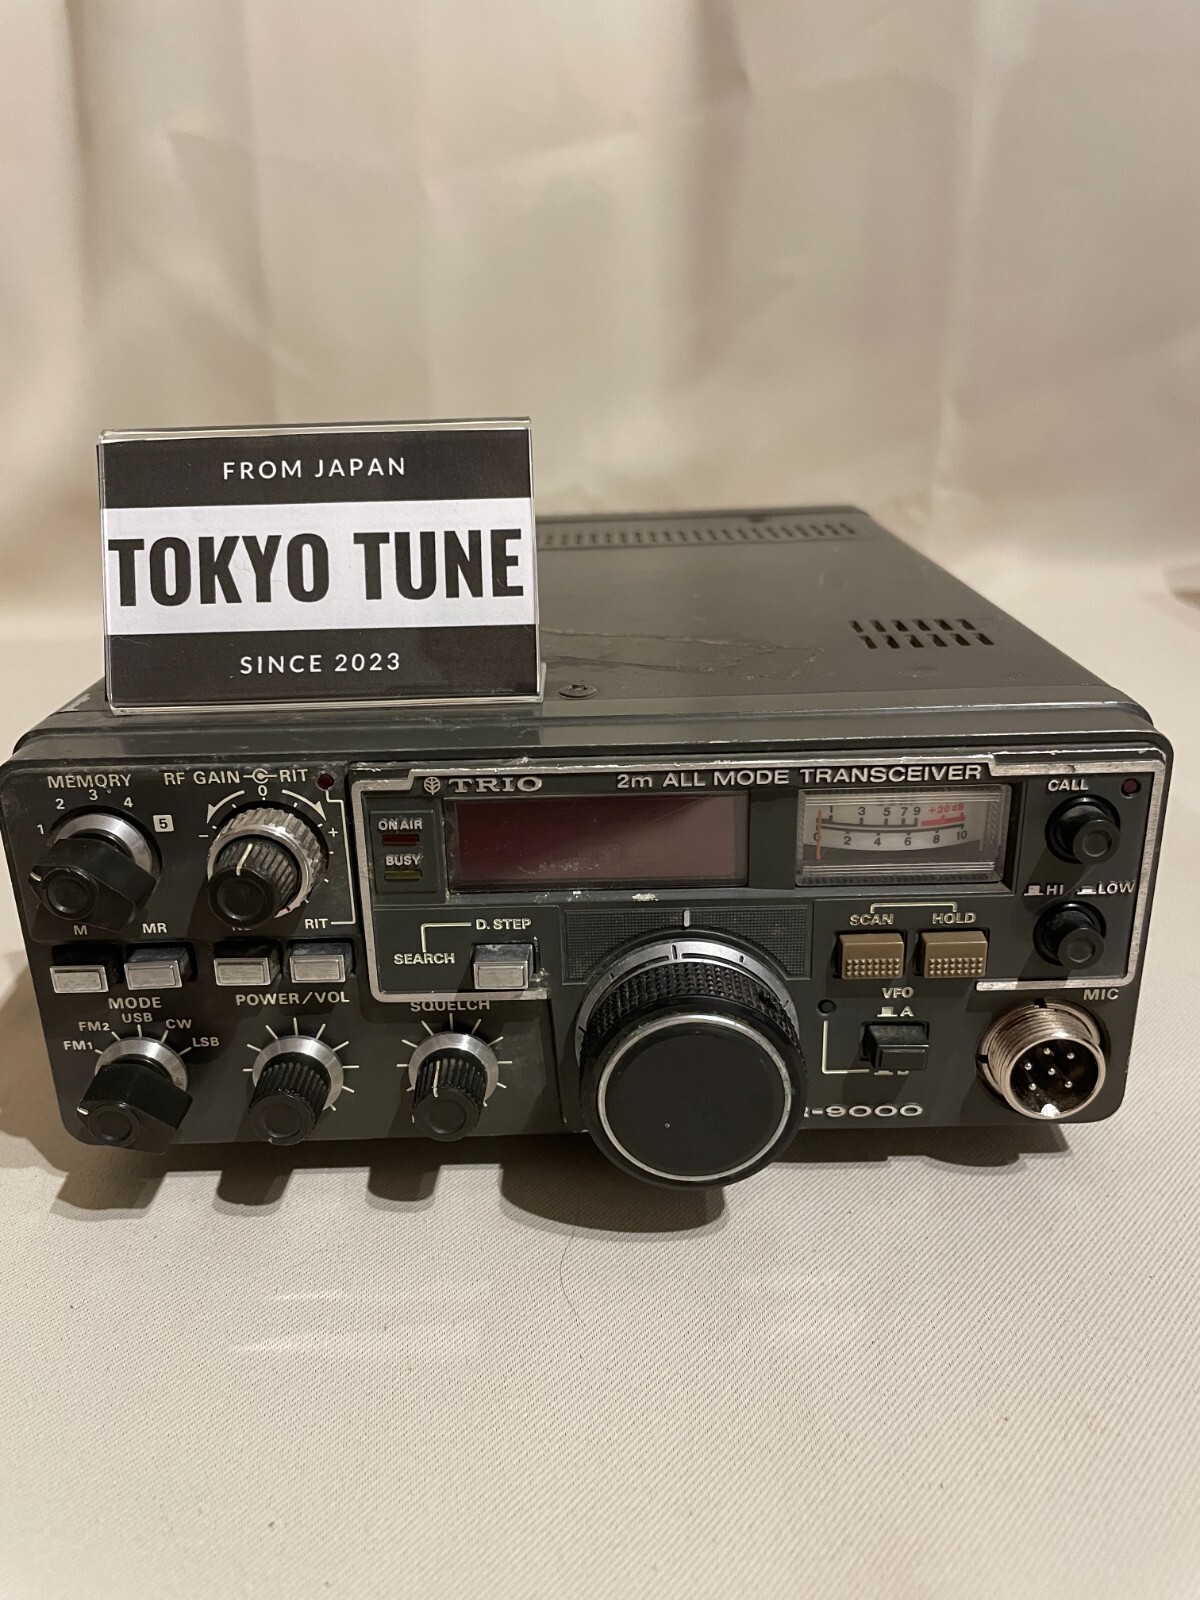 FROM JAPAN
TOKYO TUNE
SINCE 2023
MEMORY
1 2 3 4 5
RF GAIN RIT
0
- +
M MR
RIT
MODE
FM1 FM2 USB CW LSB
POWER/VOL
SQUELCH
TRIO
2m ALL MODE TRANSCEIVER
ON AIR
BUSY
1 3 5 7 9 +20dB
0 2 4 6 8 10
D. STEP
SEARCH
SCAN HOLD
CALL
HI LOW
VFO
A
MIC
-9000